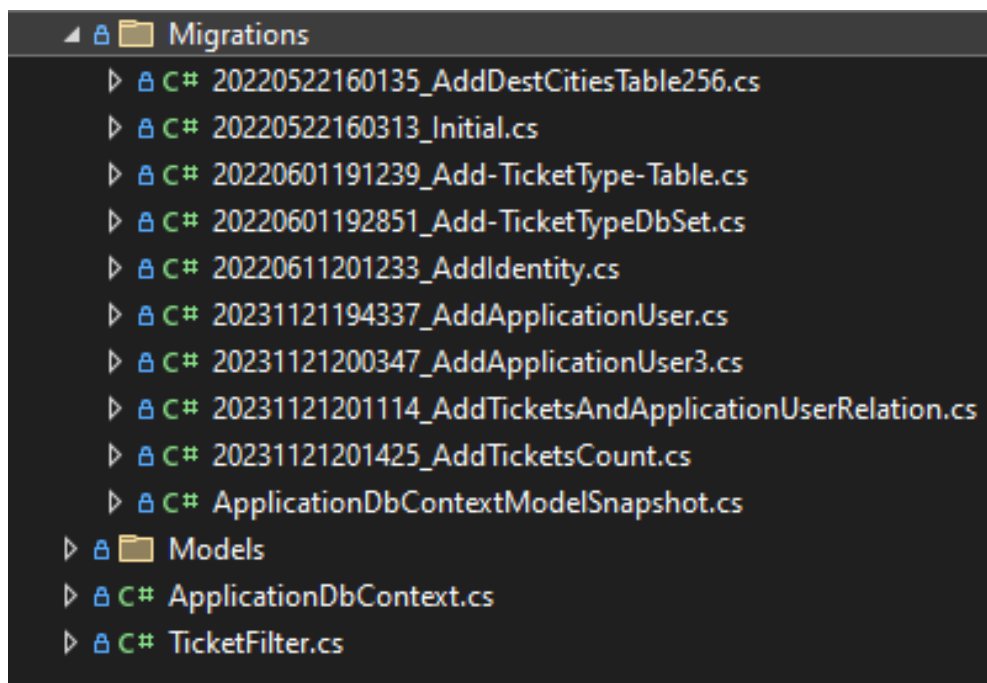 Migrations
C# 20220522160135_AddDestCitiesTable256.cs
C# 20220522160313_Initial.cs
C# 20220601191239_Add-TicketType-Table.cs
C# 20220601192851_Add-TicketTypeDbSet.cs
C# 20220611201233_AddIdentity.cs
C# 20231121194337_AddApplicationUser.cs
C# 20231121200347_AddApplicationUser3.cs
C# 20231121201114_AddTicketsAndApplicationUserRelation.cs
C# 20231121201425_AddTicketsCount.cs
C# ApplicationDbContextModelSnapshot.cs
Models
C# ApplicationDbContext.cs
C# TicketFilter.cs